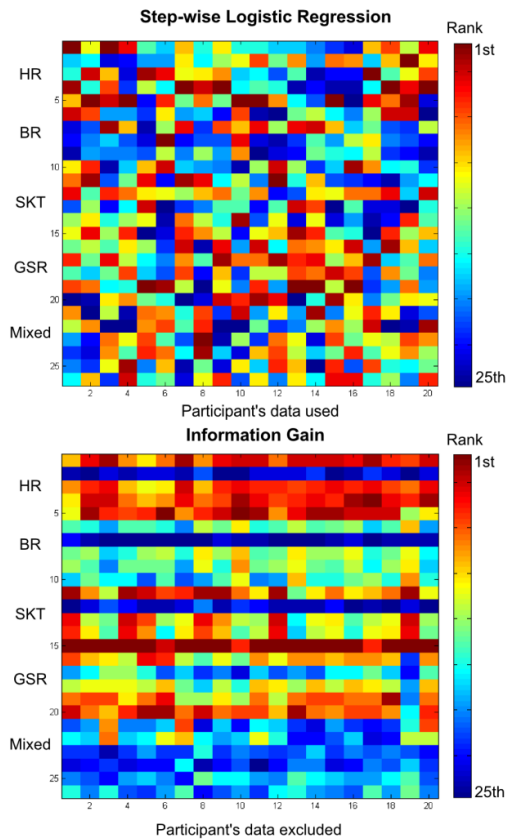 Step-wise Logistic Regression
Rank
1st
HR
5
BR
10
SKT
15
GSR
20
Mixed
25
25th
2 4 6 8 10 12 14 16 18 20
Participant's data used
Information Gain
Rank
1st
HR
5
BR
10
SKT
15
GSR
20
Mixed
25
25th
2 4 6 8 10 12 14 16 18 20
Participant's data excluded